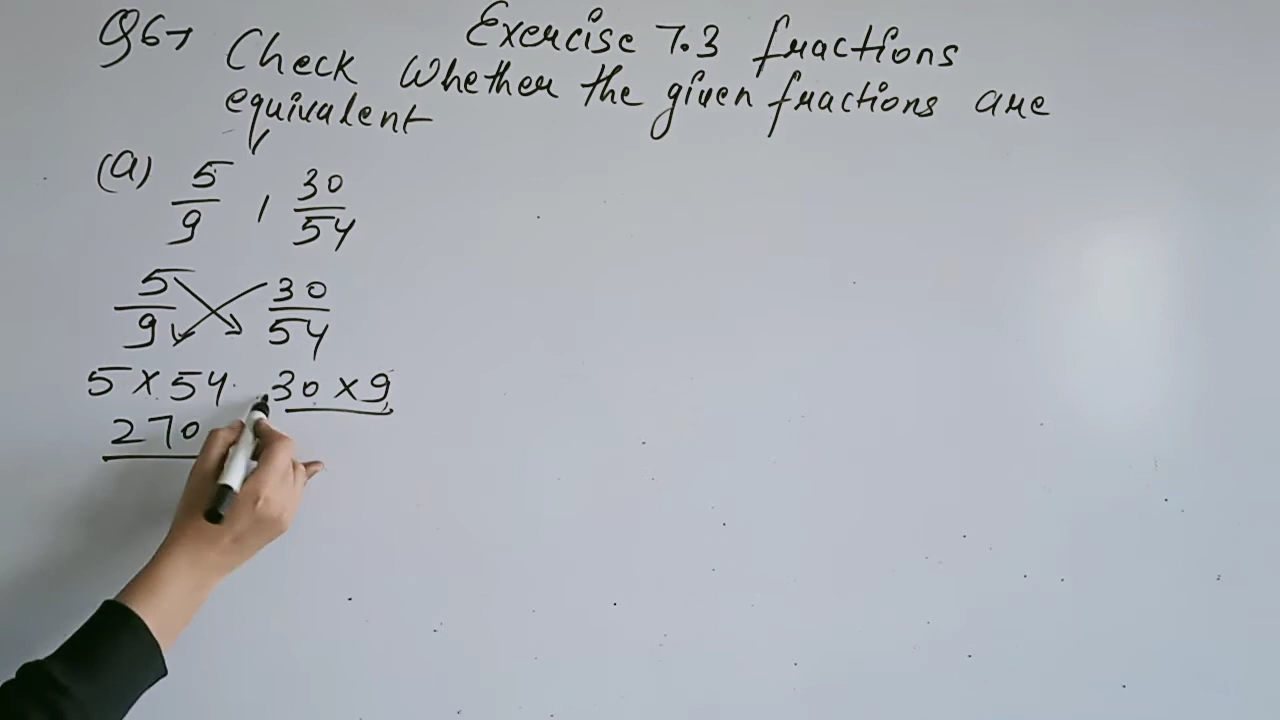 Exercise 7.3 fractions
Q6→ Check Whether the given fractions are
equivalent
(a) 5/9 , 30/54
5/9 30/54
5 × 54 30 × 9
270